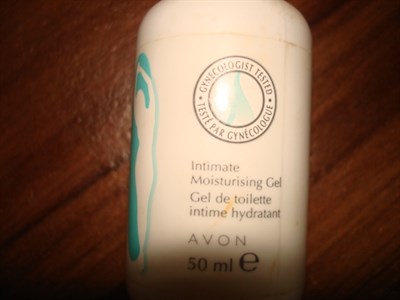 • GYNECOLOGIST TESTED •
TESTÉ PAR GYNÉCOLOGUE
Intimate
Moisturising Gel
Gel de toilette
intime hydratant
AVON
50 ml ℮